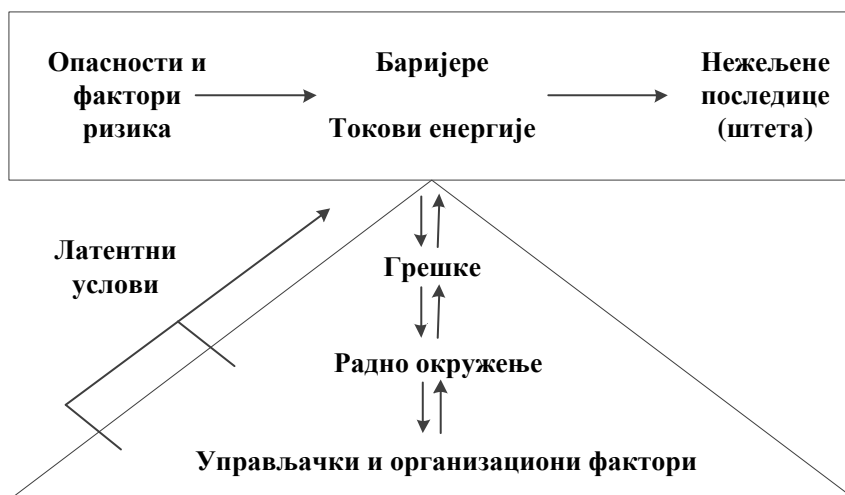 Опасности и
фактори
ризика
Баријере
Токови енергије
Нежељене
последице
(штета)
Латентни
услови
Грешке
Радно окружење
Управљачки и организациони фактори